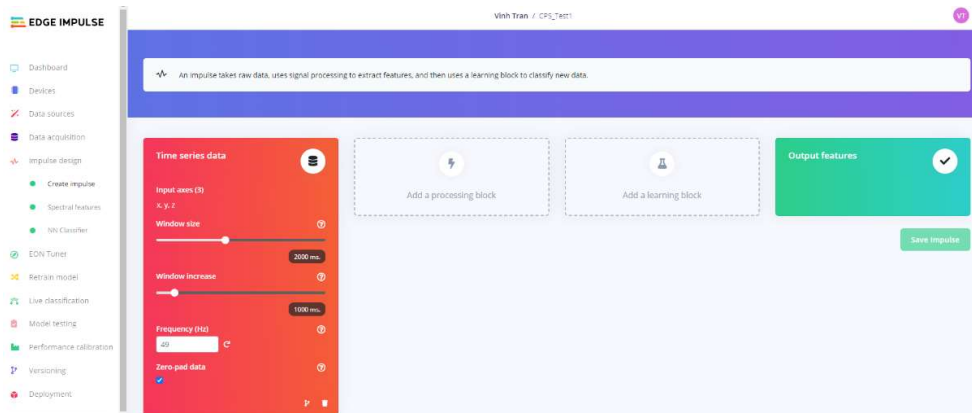 EDGE IMPULSE
Vinh Tran / CPS_Test1
VT
Dashboard
Devices
Data sources
Data acquisition
Impulse design
Create impulse
Spectral features
NN Classifier
EON Tuner
Retrain model
Live classification
Model testing
Performance calibration
Versioning
Deployment
An impulse takes raw data, uses signal processing to extract features, and then uses a learning block to classify new data.
Time series data
Input axes (3)
x, y, z
Window size
2000 ms.
Window increase
1000 ms.
Frequency (Hz)
49
Zero-pad data
Add a processing block
Add a learning block
Output features
Save Impulse